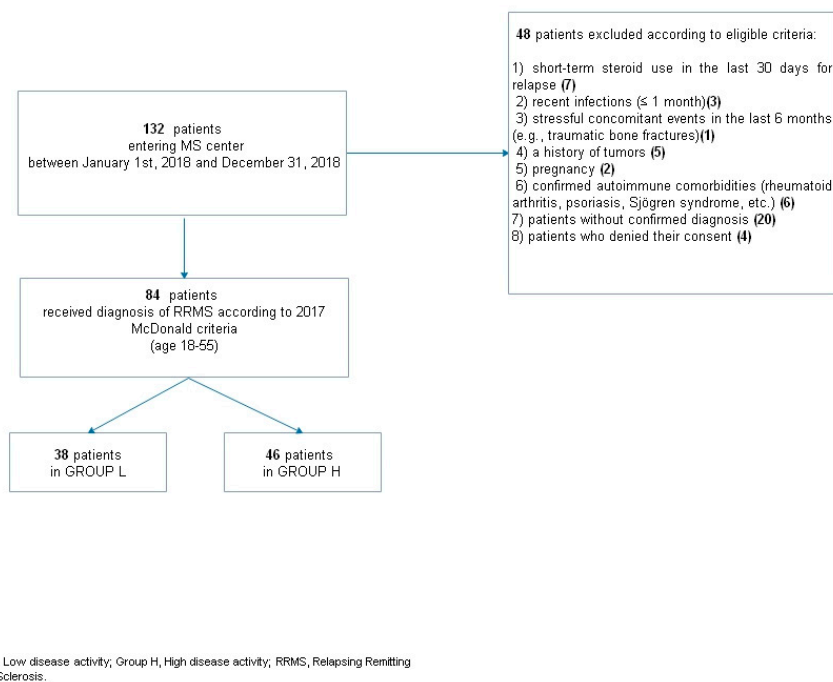 132 patients
entering MS center
between January 1st, 2018 and December 31, 2018
48 patients excluded according to eligible criteria:
1) short-term steroid use in the last 30 days for
relapse (7)
2) recent infections (≤ 1 month)(3)
3) stressful concomitant events in the last 6 months
(e.g., traumatic bone fractures)(1)
4) a history of tumors (5)
5) pregnancy (2)
6) confirmed autoimmune comorbidities (rheumatoid
arthritis, psoriasis, Sjögren syndrome, etc.) (6)
7) patients without confirmed diagnosis (20)
8) patients who denied their consent (4)
84 patients
received diagnosis of RRMS according to 2017
McDonald criteria
(age 18-55)
38 patients
in GROUP L
46 patients
in GROUP H
Low disease activity; Group H, High disease activity; RRMS, Relapsing Remitting
Sclerosis.